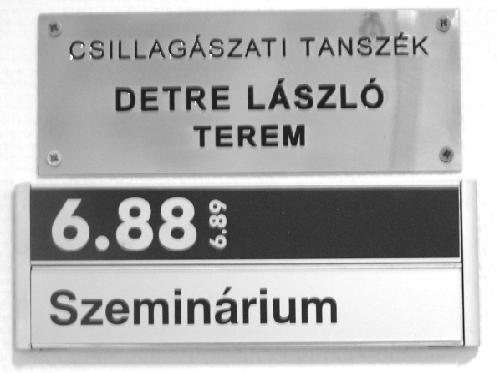 CSILLAGÁSZATI TANSZÉK
DETRE LÁSZLÓ
TEREM
6.88 6.89
Szeminárium